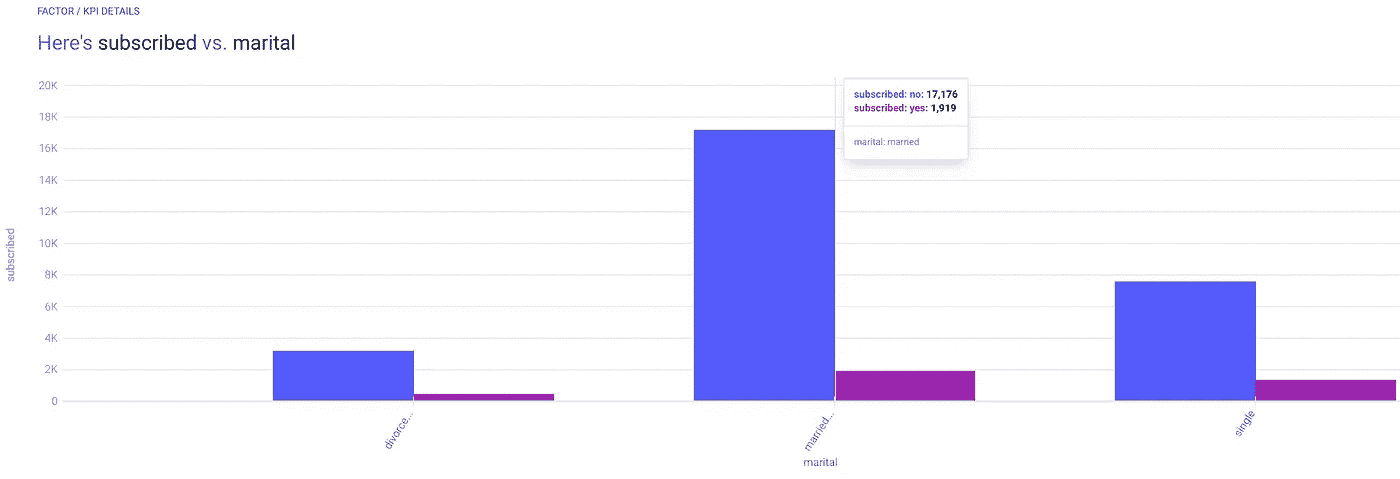 FACTOR / KPI DETAILS
Here's subscribed vs. marital
20K
18K
16K
14K
12K
10K
8K
6K
4K
2K
0
subscribed
subscribed: no: 17,176
subscribed: yes: 1,919
marital: married
divorce...
married...
single
marital